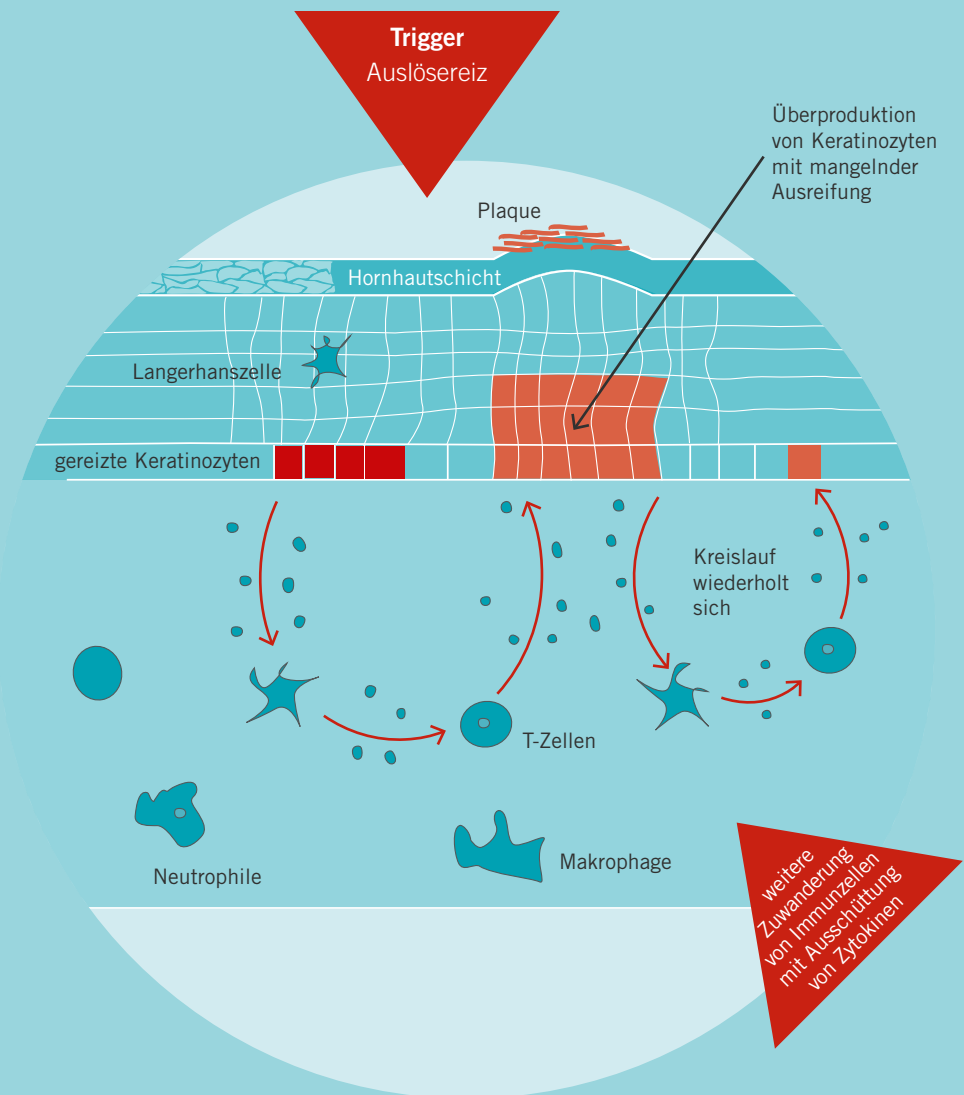 Trigger
Auslösereiz
Überproduktion
von Keratinozyten
mit mangelnder
Ausreifung
Plaque
Hornhautschicht
Langerhanszelle
gereizte Keratinozyten
Kreislauf
wiederholt
sich
T-Zellen
Neutrophile
Makrophage
weitere
Zuwanderung
von Immunzellen
mit Ausschüttung
von Zytokinen